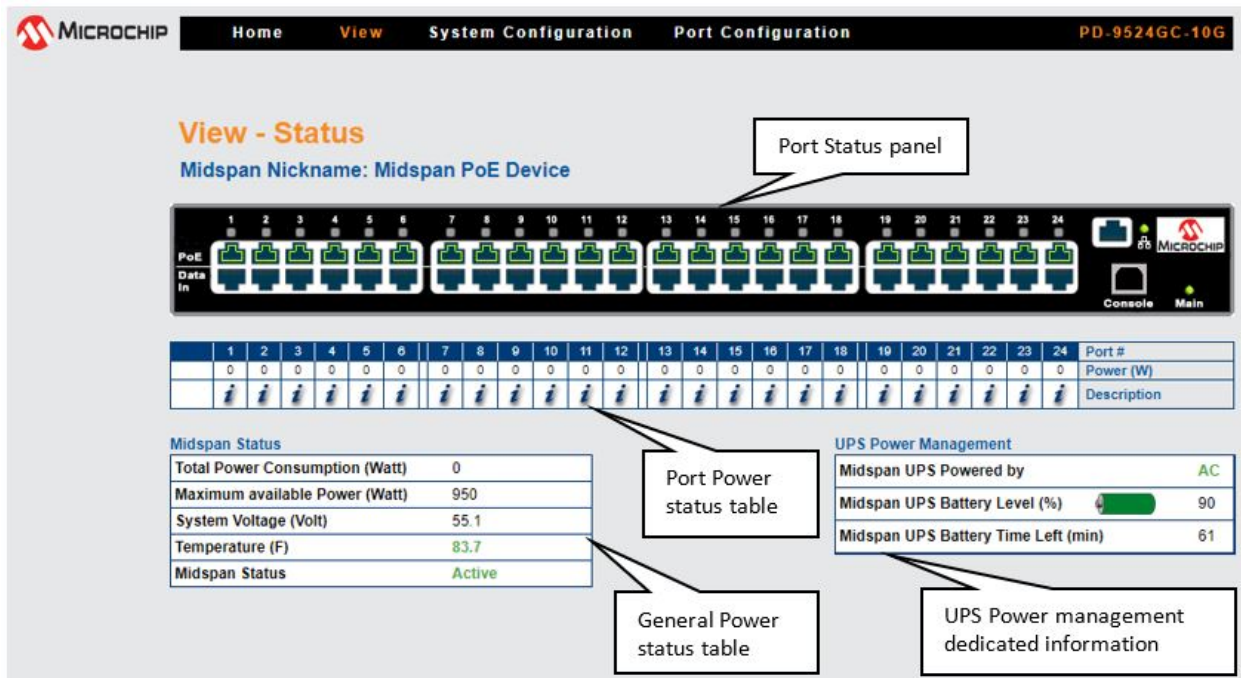 MICROCHIP Home View System Configuration Port Configuration PD-9524GC-10G
View - Status
Midspan Nickname: Midspan PoE Device
Port Status panel
1 2 3 4 5 6 7 8 9 10 11 12 13 14 15 16 17 18 19 20 21 22 23 24
MICROCHIP
PoE
Data
In
Console Main
1 2 3 4 5 6 7 8 9 10 11 12 13 14 15 16 17 18 19 20 21 22 23 24 Port #
0 0 0 0 0 0 0 0 0 0 0 0 0 0 0 0 0 0 0 0 0 0 0 0 Power (W)
i i i i i i i i i i i i i i i i i i i i i i i i Description
Midspan Status
Total Power Consumption (Watt) 0
Maximum available Power (Watt) 950
System Voltage (Volt) 55.1
Temperature (F) 83.7
Midspan Status Active
Port Power
status table
UPS Power Management
Midspan UPS Powered by AC
Midspan UPS Battery Level (%) 90
Midspan UPS Battery Time Left (min) 61
General Power
status table
UPS Power management
dedicated information